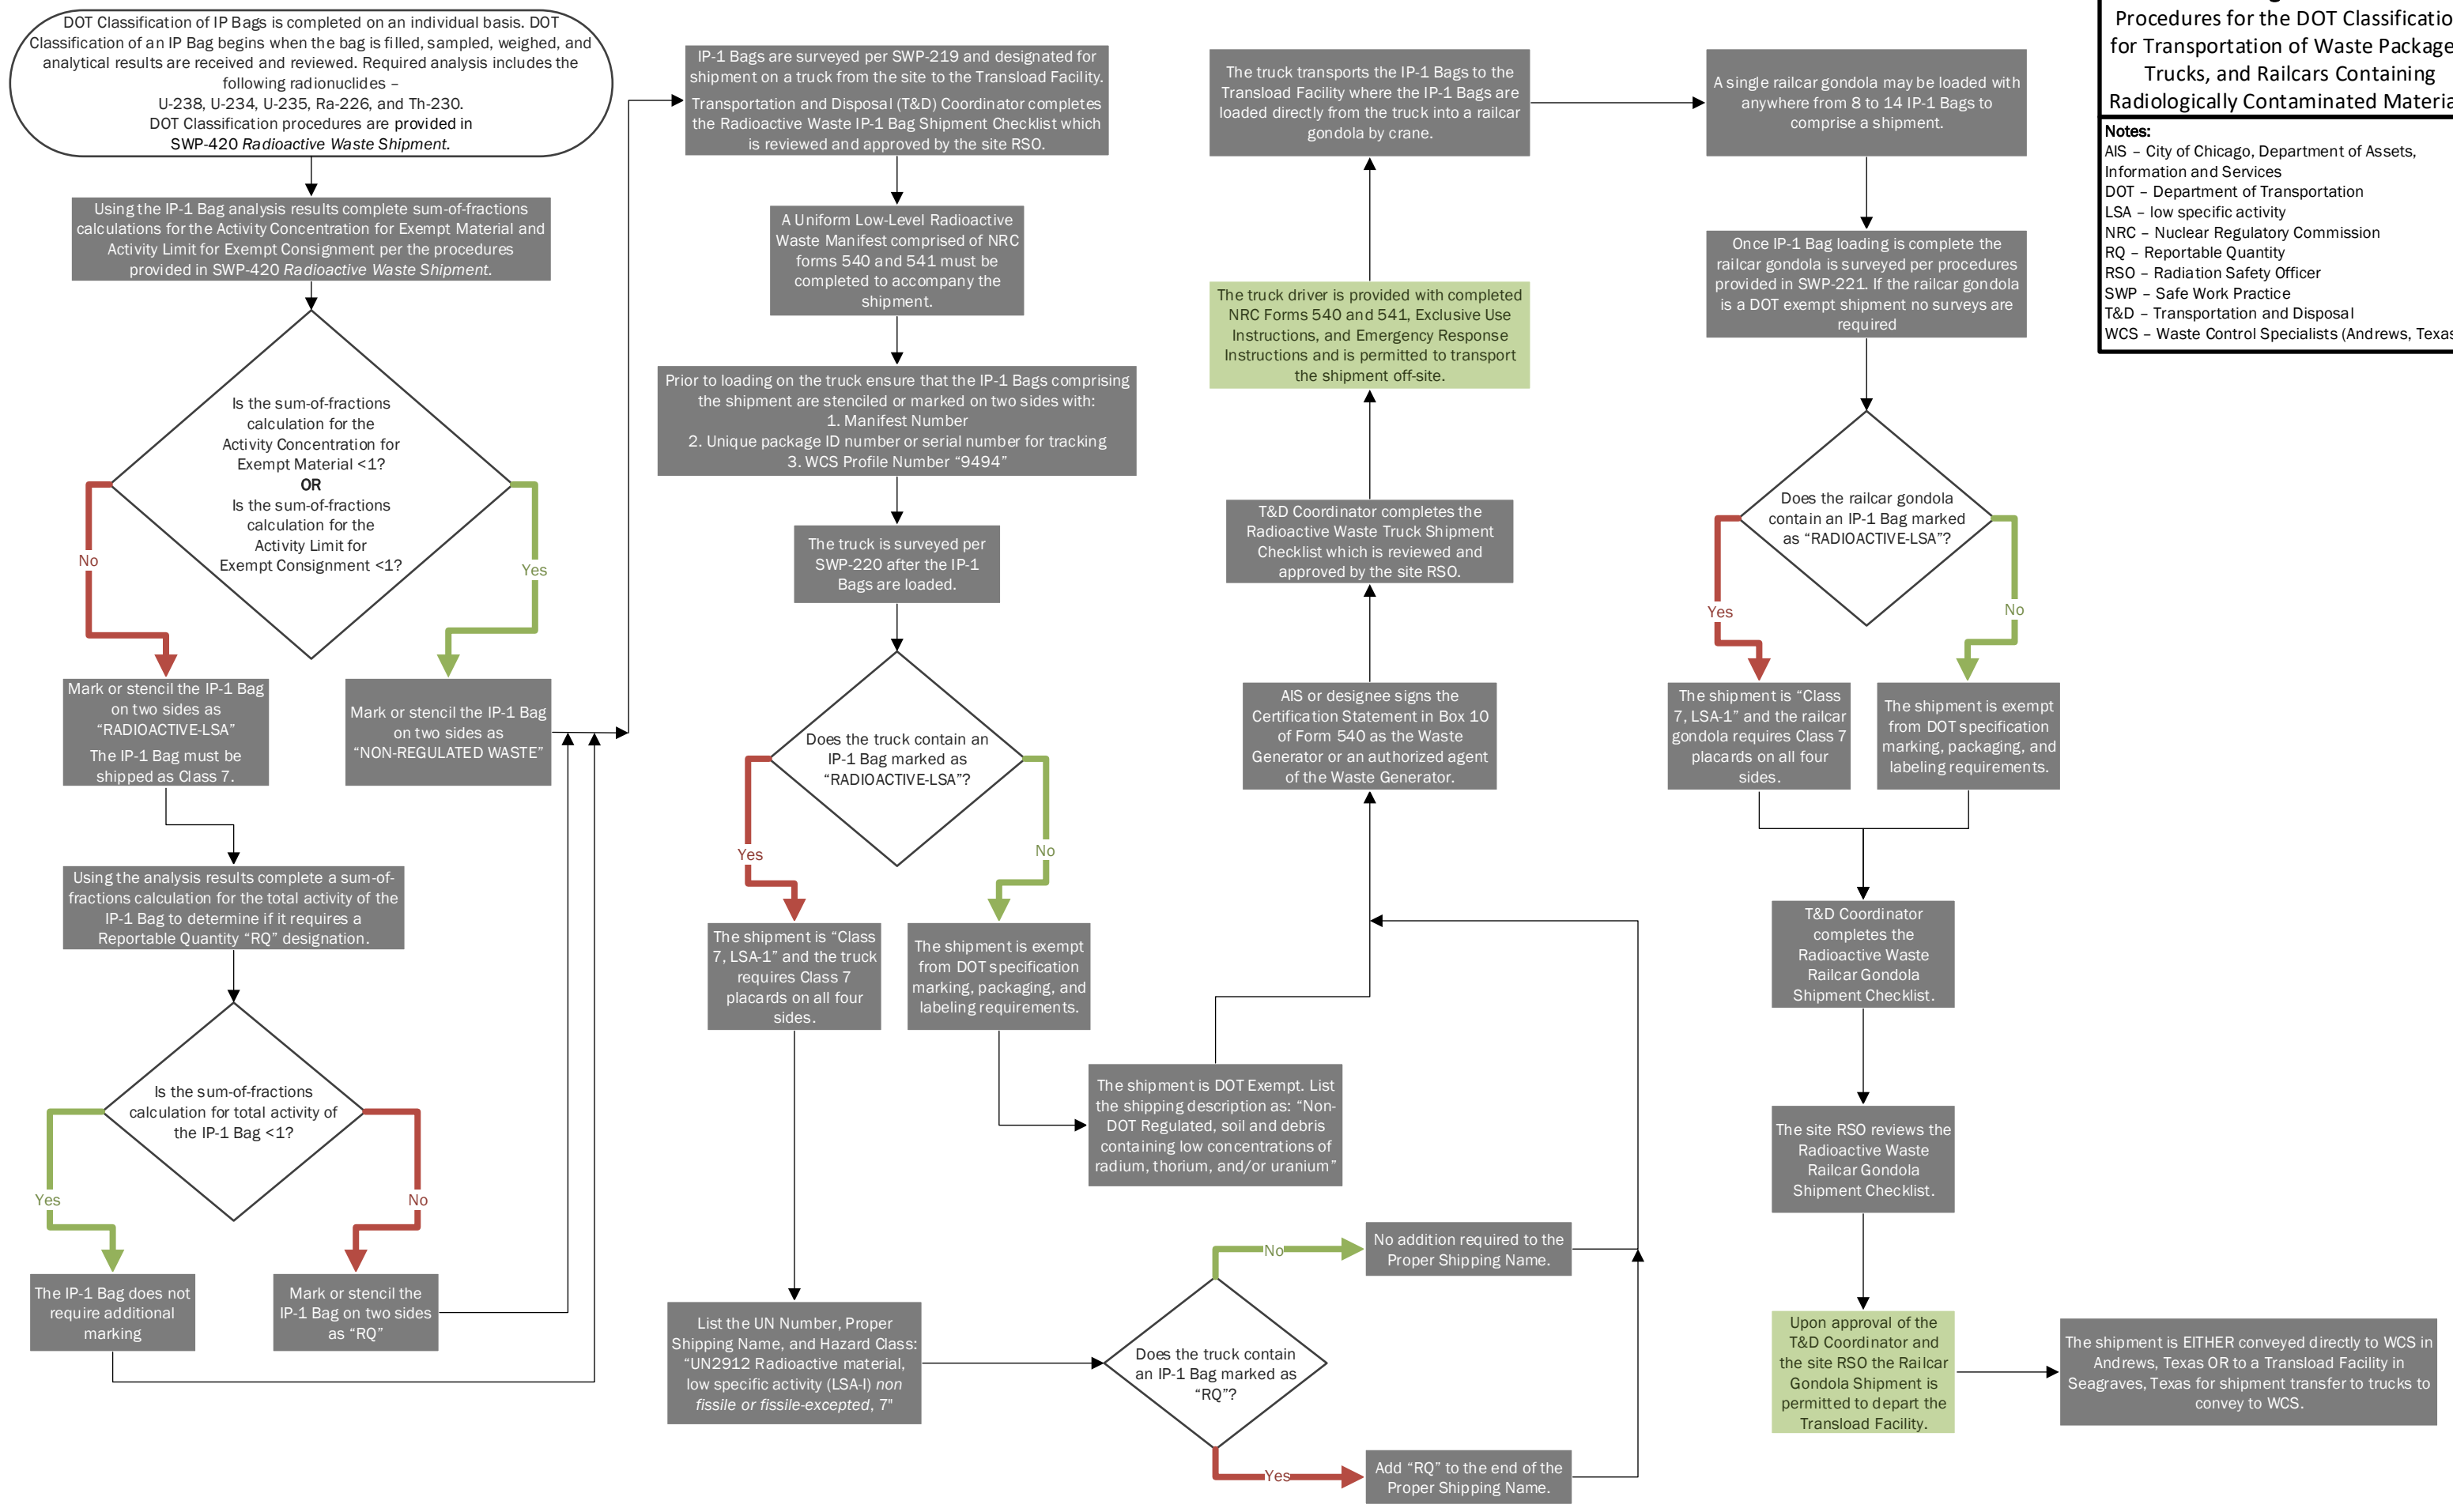 DOT Classification of IP Bags is completed on an individual basis. DOT
Classification of an IP Bag begins when the bag is filled, sampled, weighed, and
analytical results are received and reviewed. Required analysis includes the
following radionuclides –
U-238, U-234, U-235, Ra-226, and Th-230.
DOT Classification procedures are provided in
SWP-420 Radioactive Waste Shipment.
Using the IP-1 Bag analysis results complete sum-of-fractions
calculations for the Activity Concentration for Exempt Material and
Activity Limit for Exempt Consignment per the procedures
provided in SWP-420 Radioactive Waste Shipment.
Is the sum-of-fractions
calculation for the
Activity Concentration for
Exempt Material <1?
OR
Is the sum-of-fractions
calculation for the
Activity Limit for
Exempt Consignment <1?
No
Yes
Mark or stencil the IP-1 Bag
on two sides as
“RADIOACTIVE-LSA”
The IP-1 Bag must be
shipped as Class 7.
Mark or stencil the IP-1 Bag
on two sides as
“NON-REGULATED WASTE”
Using the analysis results complete a sum-of-
fractions calculation for the total activity of the
IP-1 Bag to determine if it requires a
Reportable Quantity “RQ” designation.
Is the sum-of-fractions
calculation for total activity of
the IP-1 Bag <1?
Yes
No
The IP-1 Bag does not
require additional
marking
Mark or stencil the
IP-1 Bag on two sides
as “RQ”
IP-1 Bags are surveyed per SWP-219 and designated for
shipment on a truck from the site to the Transload Facility.
Transportation and Disposal (T&D) Coordinator completes
the Radioactive Waste IP-1 Bag Shipment Checklist which
is reviewed and approved by the site RSO.
A Uniform Low-Level Radioactive
Waste Manifest comprised of NRC
forms 540 and 541 must be
completed to accompany the
shipment.
Prior to loading on the truck ensure that the IP-1 Bags comprising
the shipment are stenciled or marked on two sides with:
1. Manifest Number
2. Unique package ID number or serial number for tracking
3. WCS Profile Number “9494”
The truck is surveyed per
SWP-220 after the IP-1
Bags are loaded.
Does the truck contain an
IP-1 Bag marked as
“RADIOACTIVE-LSA”?
Yes
No
The shipment is “Class
7, LSA-1” and the truck
requires Class 7
placards on all four
sides.
The shipment is exempt
from DOT specification
marking, packaging, and
labeling requirements.
The shipment is DOT Exempt. List
the shipping description as: “Non-
DOT Regulated, soil and debris
containing low concentrations of
radium, thorium, and/or uranium”
List the UN Number, Proper
Shipping Name, and Hazard Class:
“UN2912 Radioactive material,
low specific activity (LSA-I) non
fissile or fissile-excepted, 7"
Does the truck contain
an IP-1 Bag marked as
“RQ”?
No
Yes
No addition required to the
Proper Shipping Name.
Add “RQ” to the end of the
Proper Shipping Name.
AIS or designee signs the
Certification Statement in Box 10
of Form 540 as the Waste
Generator or an authorized agent
of the Waste Generator.
T&D Coordinator completes the
Radioactive Waste Truck Shipment
Checklist which is reviewed and
approved by the site RSO.
The truck driver is provided with completed
NRC Forms 540 and 541, Exclusive Use
Instructions, and Emergency Response
Instructions and is permitted to transport
the shipment off-site.
The truck transports the IP-1 Bags to the
Transload Facility where the IP-1 Bags are
loaded directly from the truck into a railcar
gondola by crane.
A single railcar gondola may be loaded with
anywhere from 8 to 14 IP-1 Bags to
comprise a shipment.
Once IP-1 Bag loading is complete the
railcar gondola is surveyed per procedures
provided in SWP-221. If the railcar gondola
is a DOT exempt shipment no surveys are
required
Does the railcar gondola
contain an IP-1 Bag marked
as “RADIOACTIVE-LSA”?
Yes
No
The shipment is “Class
7, LSA-1” and the railcar
gondola requires Class 7
placards on all four
sides.
The shipment is exempt
from DOT specification
marking, packaging, and
labeling requirements.
T&D Coordinator
completes the
Radioactive Waste
Railcar Gondola
Shipment Checklist.
The site RSO reviews the
Radioactive Waste
Railcar Gondola
Shipment Checklist.
Upon approval of the
T&D Coordinator and
the site RSO the Railcar
Gondola Shipment is
permitted to depart the
Transload Facility.
The shipment is EITHER conveyed directly to WCS in
Andrews, Texas OR to a Transload Facility in
Seagraves, Texas for shipment transfer to trucks to
convey to WCS.
Procedures for the DOT Classificatio
for Transportation of Waste Package
Trucks, and Railcars Containing
Radiologically Contaminated Materia
Notes:
AIS – City of Chicago, Department of Assets,
Information and Services
DOT – Department of Transportation
LSA – low specific activity
NRC – Nuclear Regulatory Commission
RQ – Reportable Quantity
RSO – Radiation Safety Officer
SWP – Safe Work Practice
T&D – Transportation and Disposal
WCS – Waste Control Specialists (Andrews, Texas